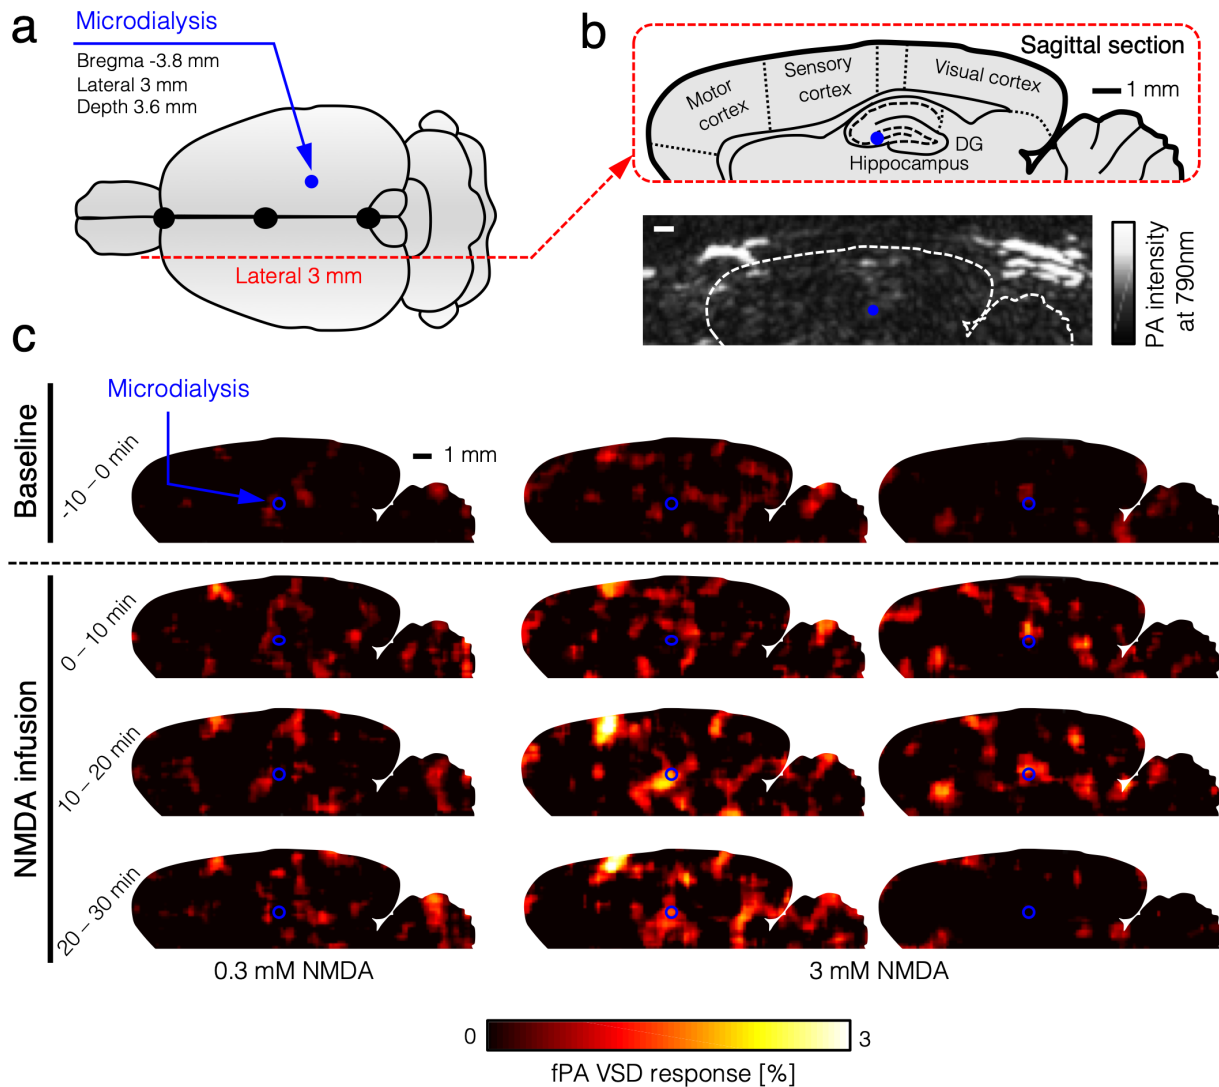 a
Microdialysis
Bregma -3.8 mm
Lateral 3 mm
Depth 3.6 mm
Lateral 3 mm
b
Sagittal section
Motor
cortex
Sensory
cortex
Visual cortex
1 mm
DG
Hippocampus
PA intensity
at 790nm
c
Baseline
-10 – 0 min
Microdialysis
1 mm
NMDA infusion
0 – 10 min
10 – 20 min
20 – 30 min
0.3 mM NMDA
3 mM NMDA
0
3
fPA VSD response [%]